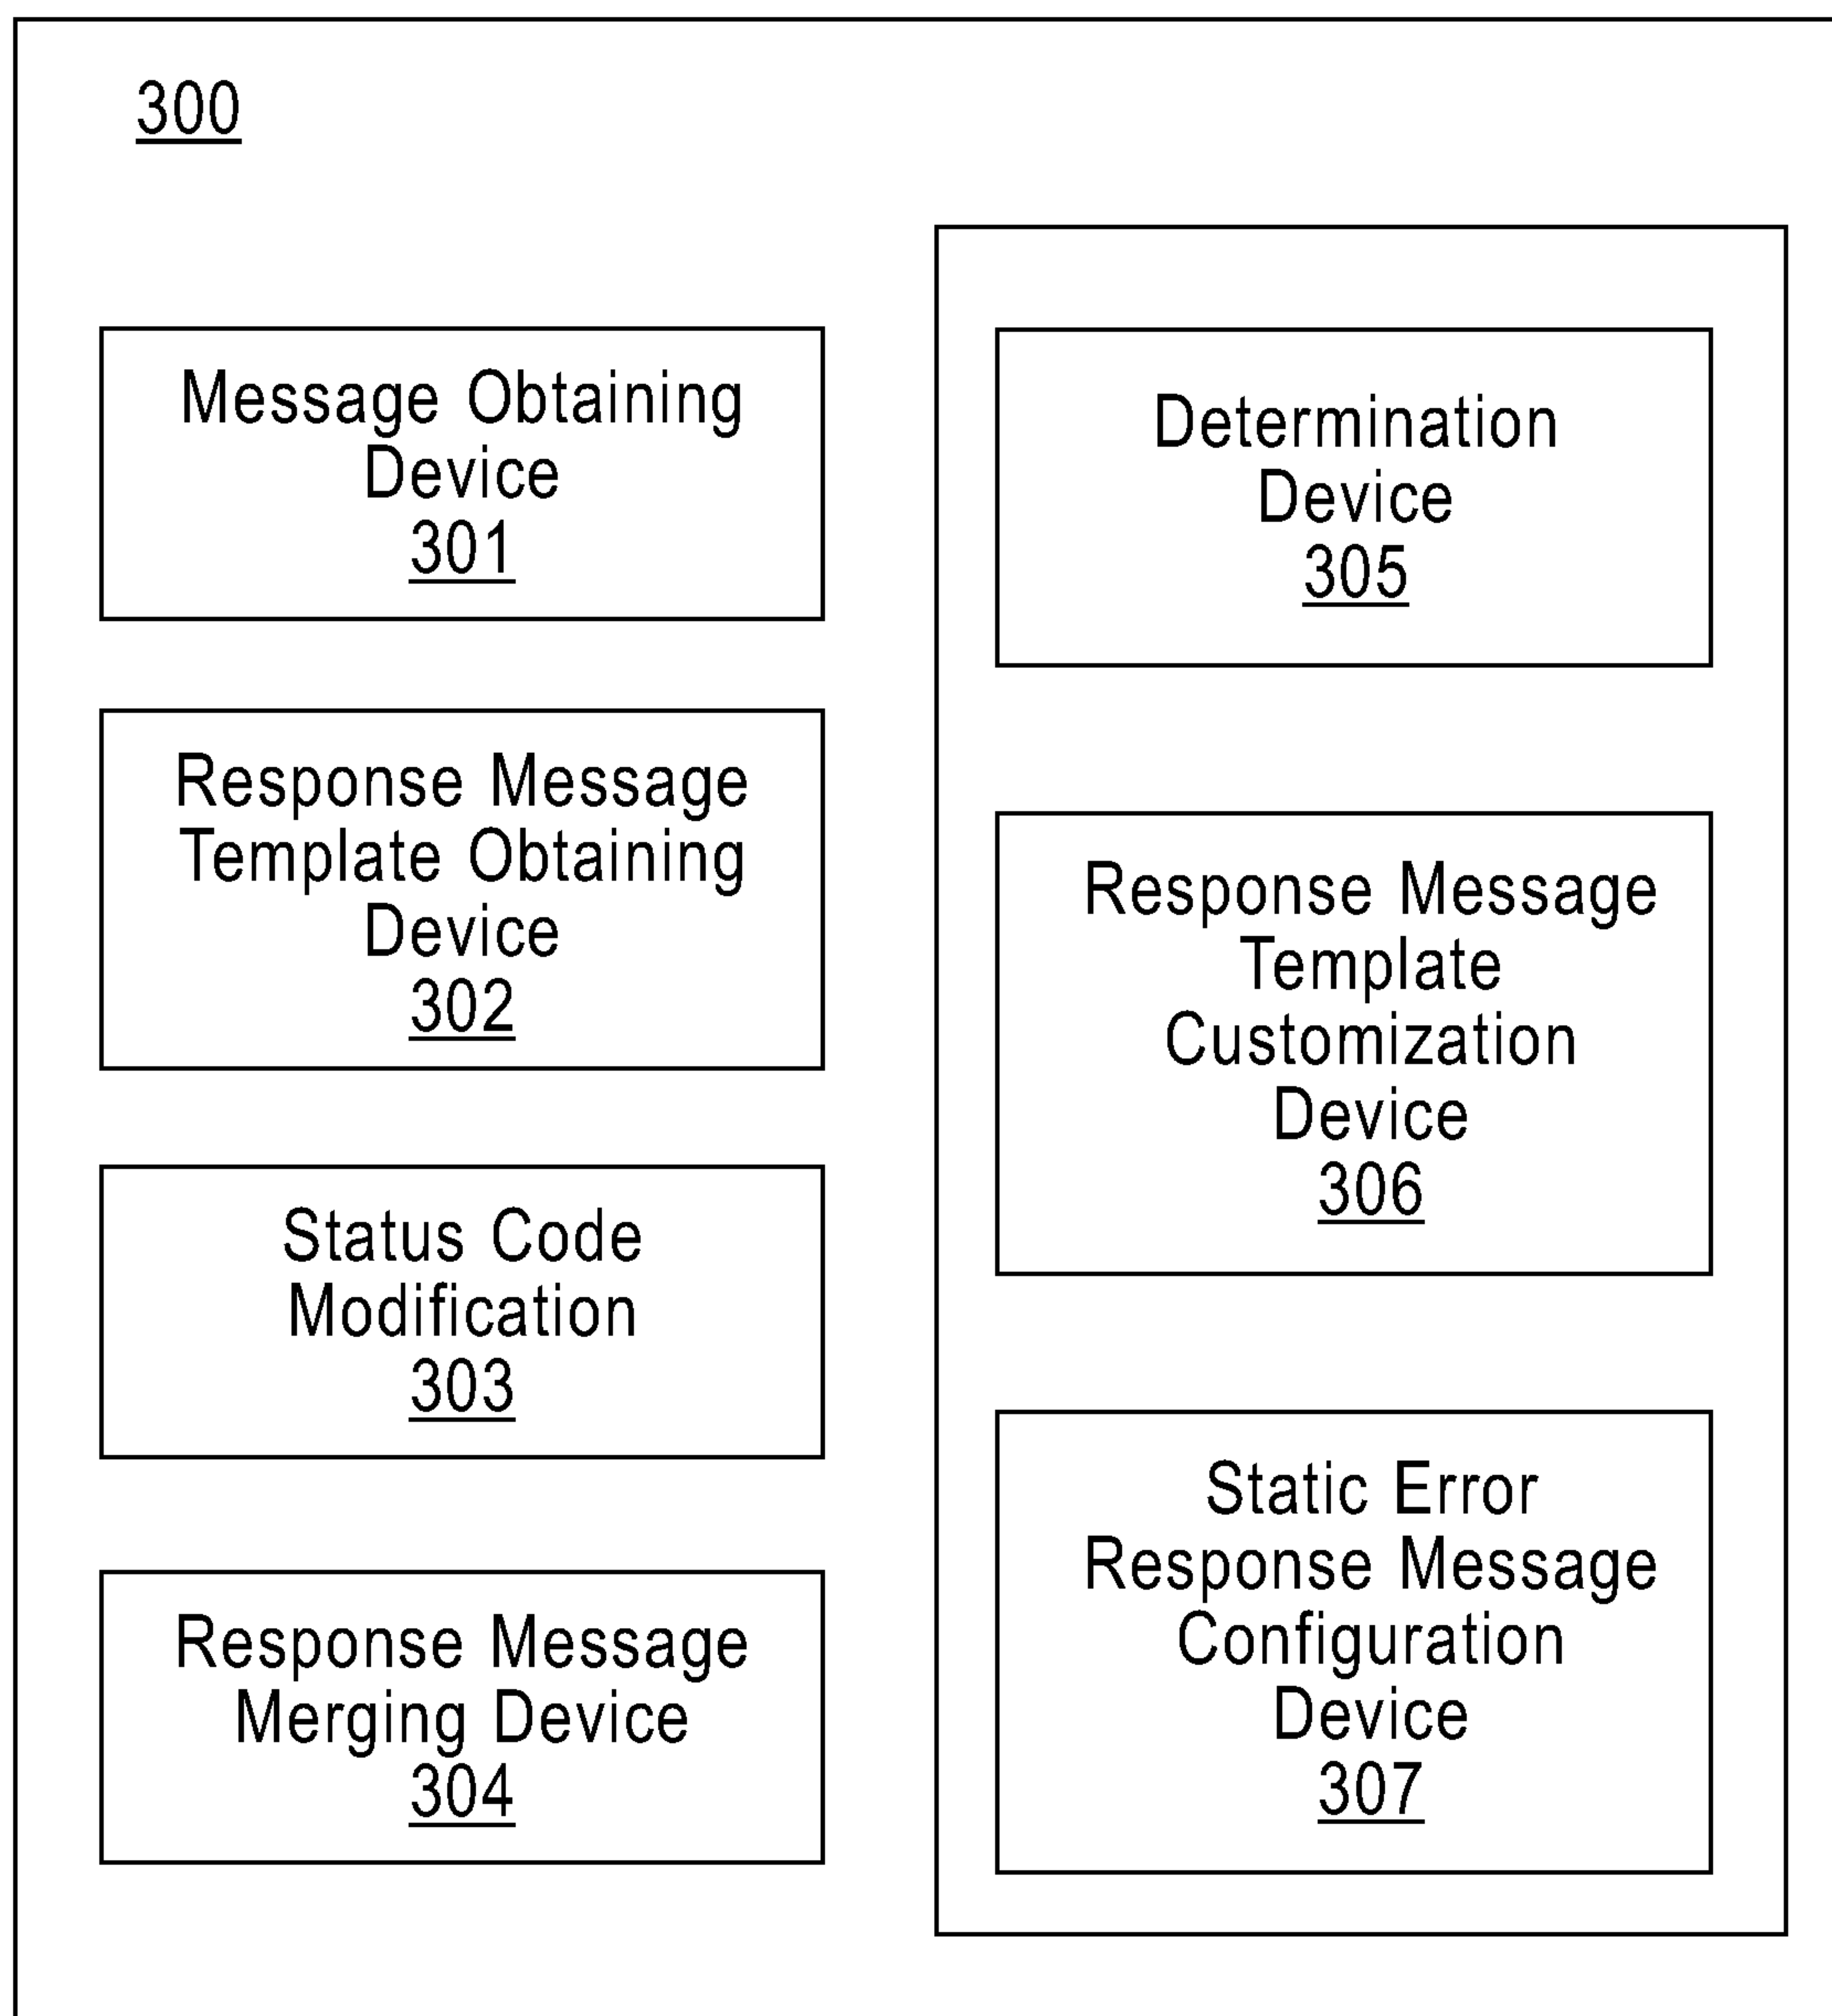 300
Message Obtaining
Device
301
Response Message
Template Obtaining
Device
302
Status Code
Modification
303
Response Message
Merging Device
304
Determination
Device
305
Response Message
Template
Customization
Device
306
Static Error
Response Message
Configuration
Device
307